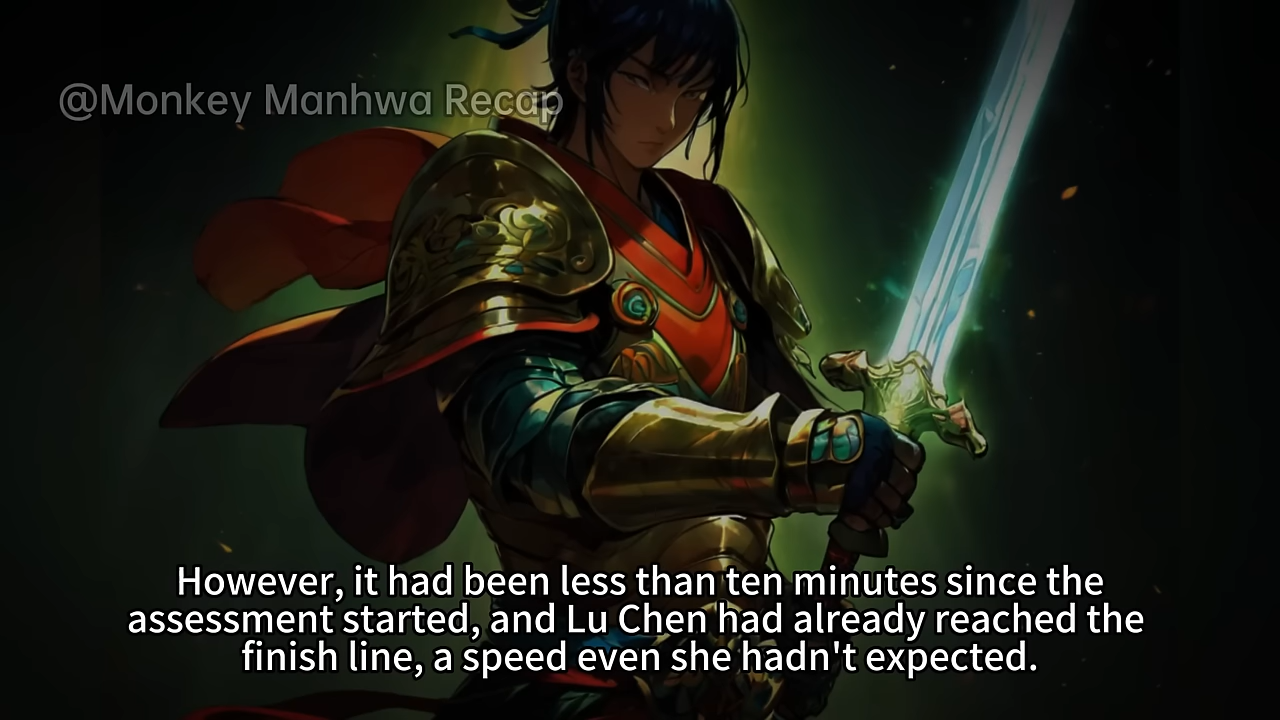 @Monkey Manhwa Recap
However, it had been less than ten minutes since the
assessment started, and Lu Chen had already reached the
finish line, a speed even she hadn't expected.